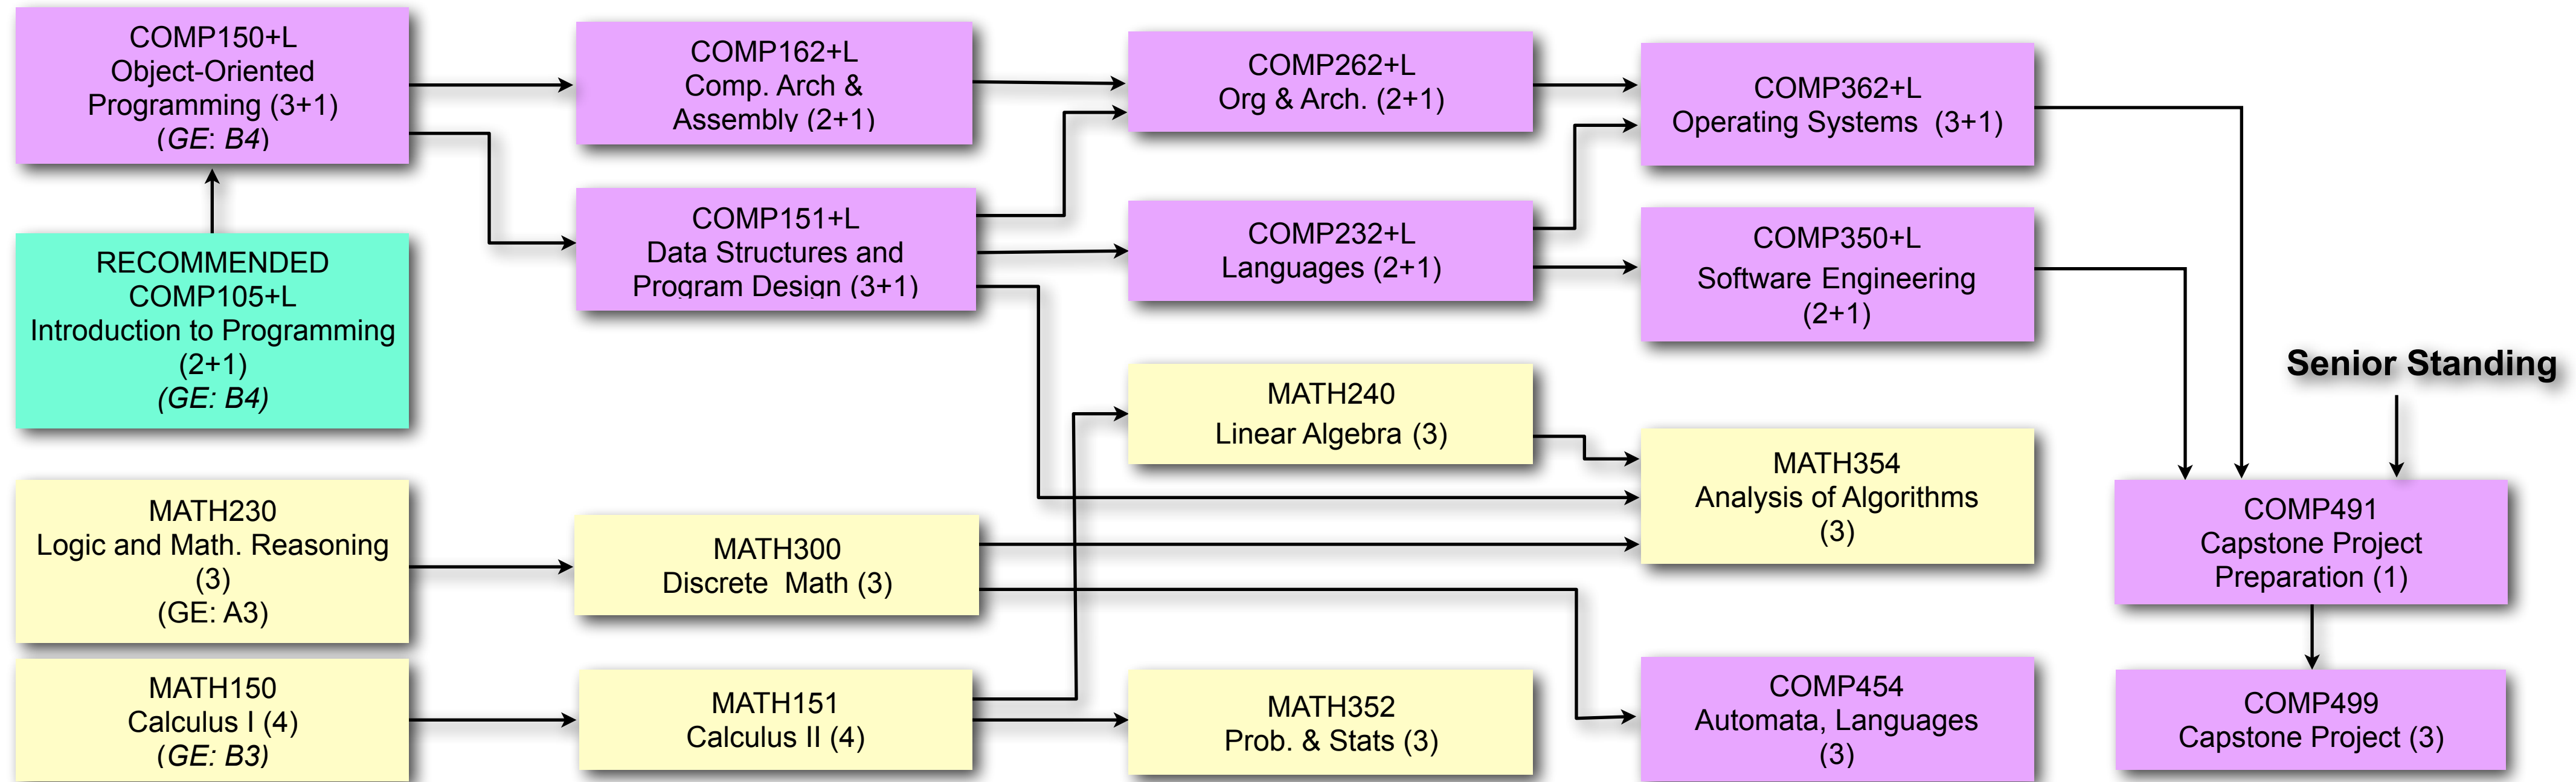 COMP150+L
Object-Oriented
Programming (3+1)
(GE: B4)
RECOMMENDED
COMP105+L
Introduction to Programming
(2+1)
(GE: B4)
MATH230
Logic and Math. Reasoning
(3)
(GE: A3)
MATH150
Calculus I (4)
(GE: B3)
COMP162+L
Comp. Arch &
Assembly (2+1)
COMP151+L
Data Structures and
Program Design (3+1)
MATH300
Discrete  Math (3)
MATH151
Calculus II (4)
COMP262+L
Org & Arch. (2+1)
COMP232+L
Languages (2+1)
MATH240
Linear Algebra (3)
MATH352
Prob. & Stats (3)
COMP362+L
Operating Systems  (3+1)
COMP350+L
Software Engineering
(2+1)
MATH354
Analysis of Algorithms
(3)
COMP454
Automata, Languages
(3)
Senior Standing
COMP491
Capstone Project
Preparation (1)
COMP499
Capstone Project (3)